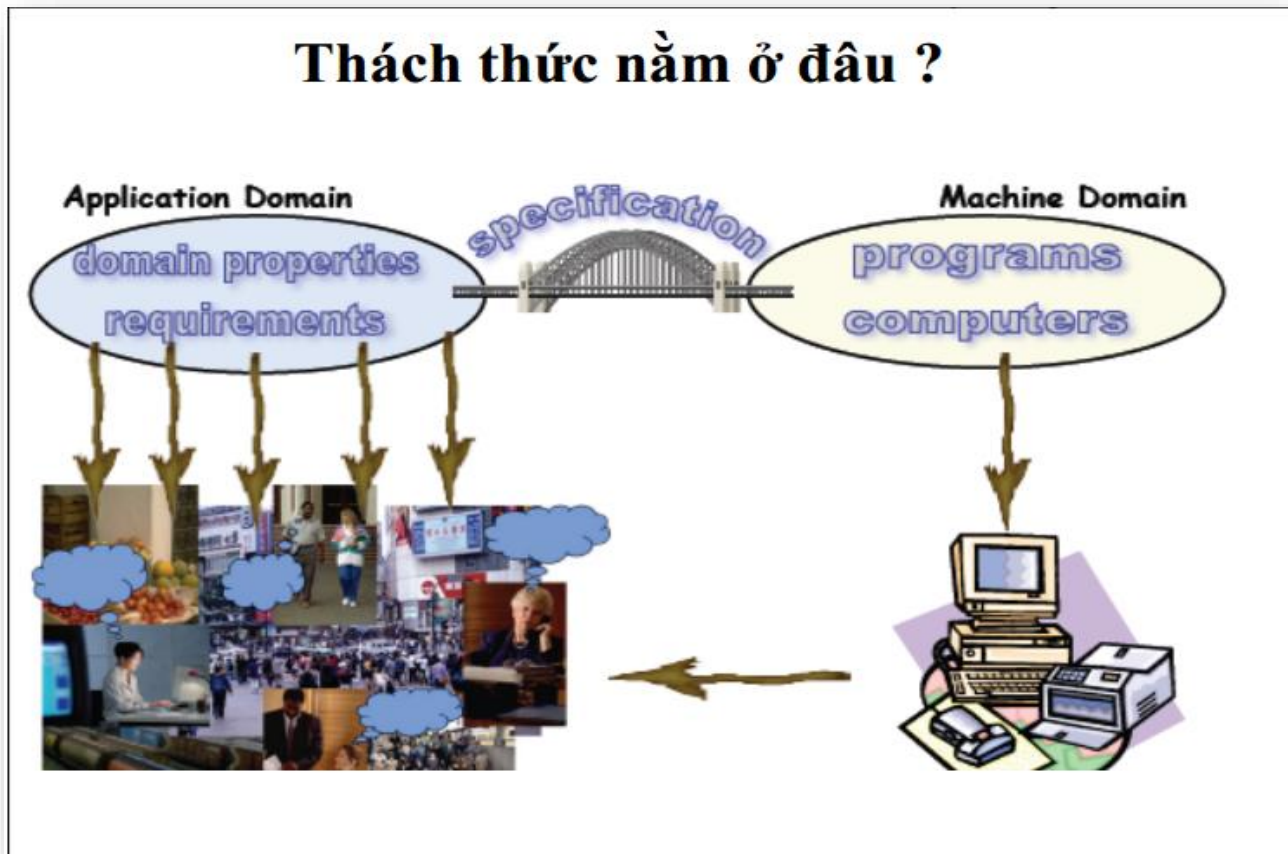 Thách thức nằm ở đâu ?
Application Domain
specification
Machine Domain
domain properties
requirements
programs
computers